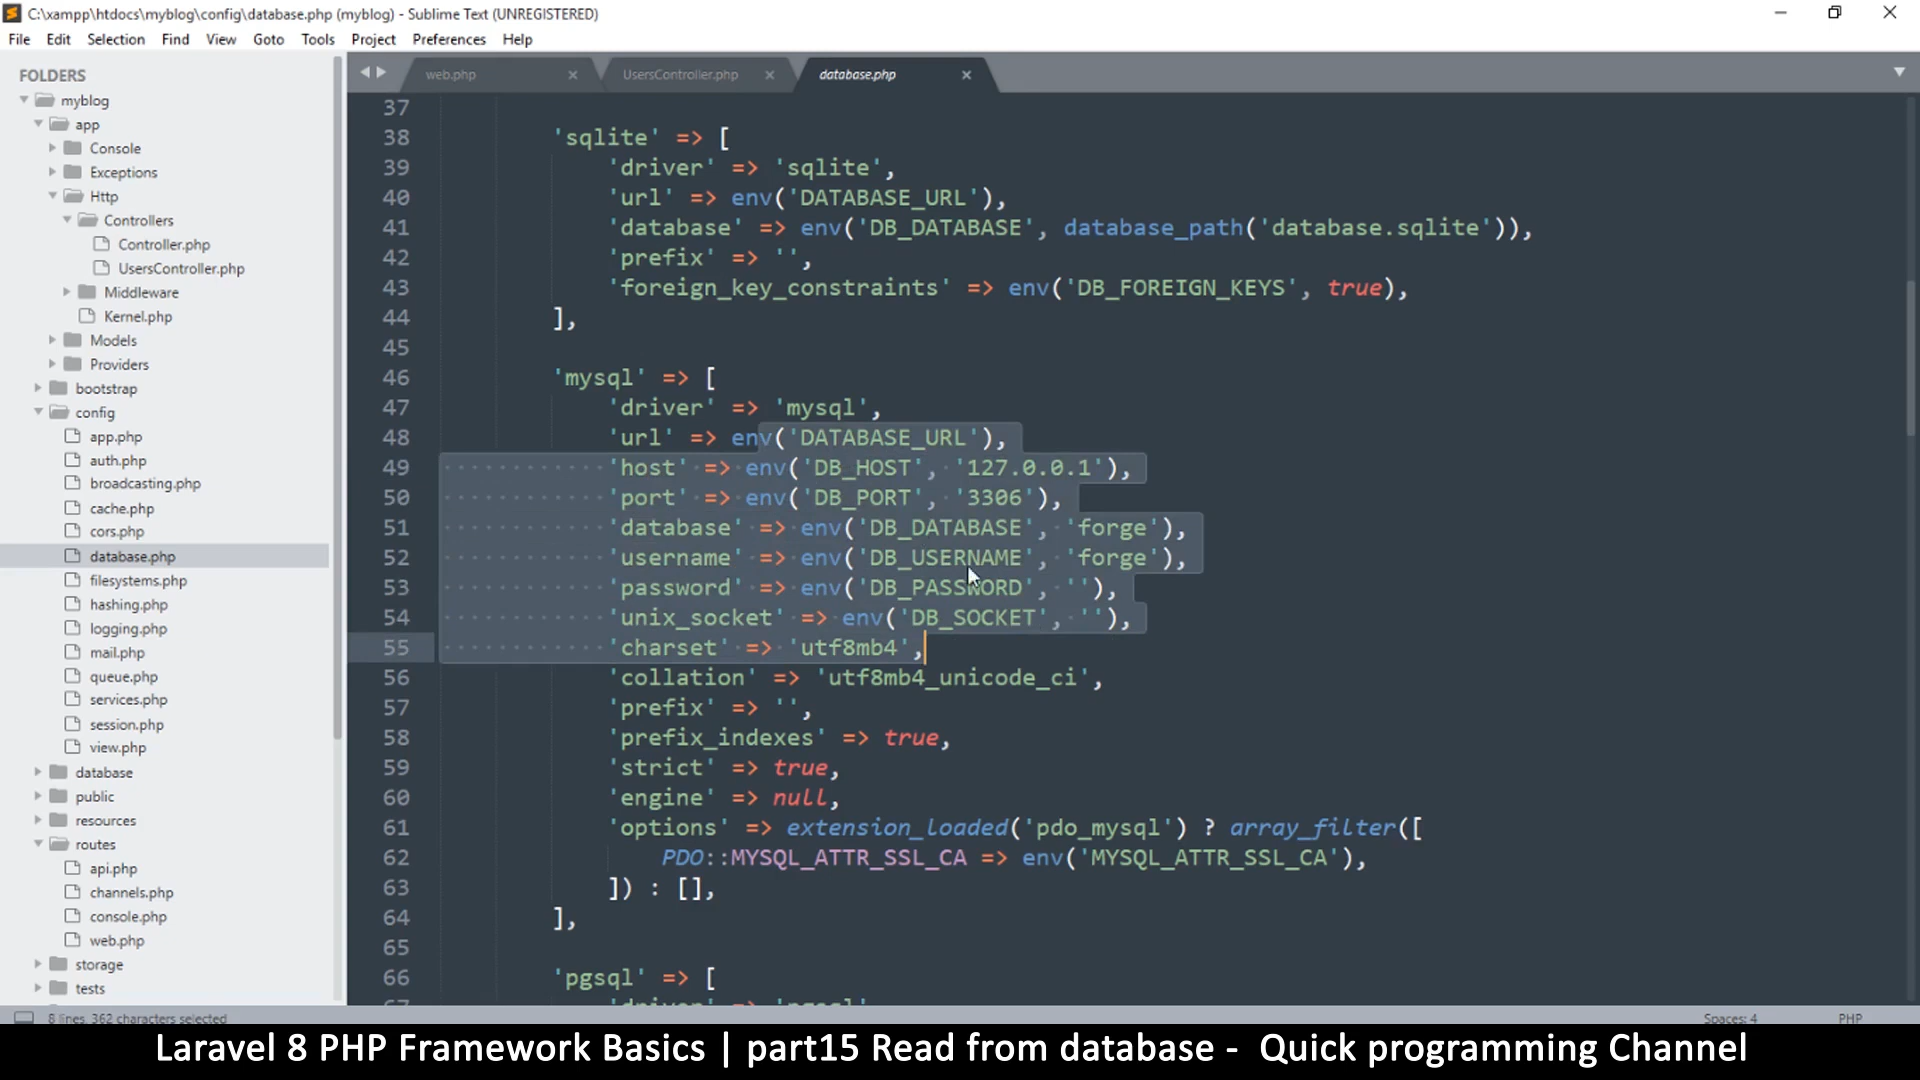 C:\xampp\htdocs\myblog\config\database.php (myblog) - Sublime Text (UNREGISTERED)
File Edit Selection Find View Goto Tools Project Preferences Help
FOLDERS
myblog
app
Console
Exceptions
Http
Controllers
Controller.php
UsersController.php
Middleware
Kernel.php
Models
Providers
bootstrap
config
app.php
auth.php
broadcasting.php
cache.php
cors.php
database.php
filesystems.php
hashing.php
logging.php
mail.php
queue.php
services.php
session.php
view.php
database
public
resources
routes
api.php
channels.php
console.php
web.php
storage
tests
web.php UsersController.php database.php
37
38 'sqlite' => [
39 'driver' => 'sqlite',
40 'url' => env('DATABASE_URL'),
41 'database' => env('DB_DATABASE', database_path('database.sqlite')),
42 'prefix' => '',
43 'foreign_key_constraints' => env('DB_FOREIGN_KEYS', true),
44 ],
45
46 'mysql' => [
47 'driver' => 'mysql',
48 'url' => env('DATABASE_URL'),
49 'host' => env('DB_HOST', '127.0.0.1'),
50 'port' => env('DB_PORT', '3306'),
51 'database' => env('DB_DATABASE', 'forge'),
52 'username' => env('DB_USERNAME', 'forge'),
53 'password' => env('DB_PASSWORD', ''),
54 'unix_socket' => env('DB_SOCKET', ''),
55 'charset' => 'utf8mb4',
56 'collation' => 'utf8mb4_unicode_ci',
57 'prefix' => '',
58 'prefix_indexes' => true,
59 'strict' => true,
60 'engine' => null,
61 'options' => extension_loaded('pdo_mysql') ? array_filter([
62 PDO::MYSQL_ATTR_SSL_CA => env('MYSQL_ATTR_SSL_CA'),
63 ]) : [],
64 ],
65
66 'pgsql' => [
67 'driver' => 'pgsql'
8 lines, 362 characters selected Spaces: 4 PHP
Laravel 8 PHP Framework Basics | part15 Read from database - Quick programming Channel